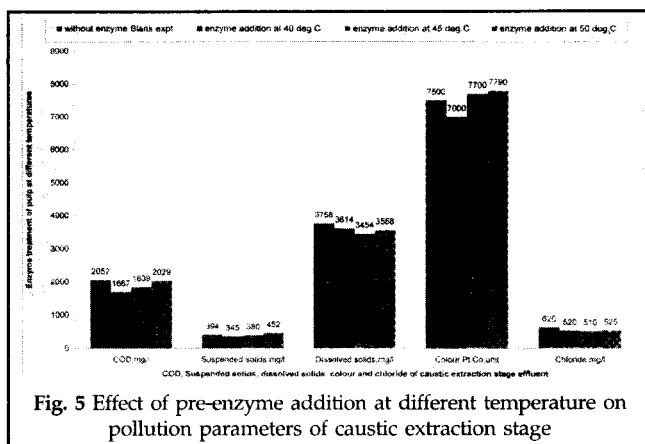 without enzyme Blank expt enzyme addition at 40 deg C enzyme addition at 45 deg C enzyme addition at 50 deg C
Enzyme treatment of pulp at different temperatures
9000
8000
7000
6000
5000
4000
3000
2000
1000
0
2052 1667 1839 2029
394 345 380 452
3758 3614 3454 3568
7500 7000 7700 7790
620 520 510 525
COD mg/l Suspended solids mg/l Dissolved solids, mg/l Colour Pt.Co unit Chloride mg/l
COD, Suspended solids, dissolved solids colour and chloride of caustic extraction stage effluent
Fig. 5 Effect of pre-enzyme addition at different temperature on
pollution parameters of caustic extraction stage